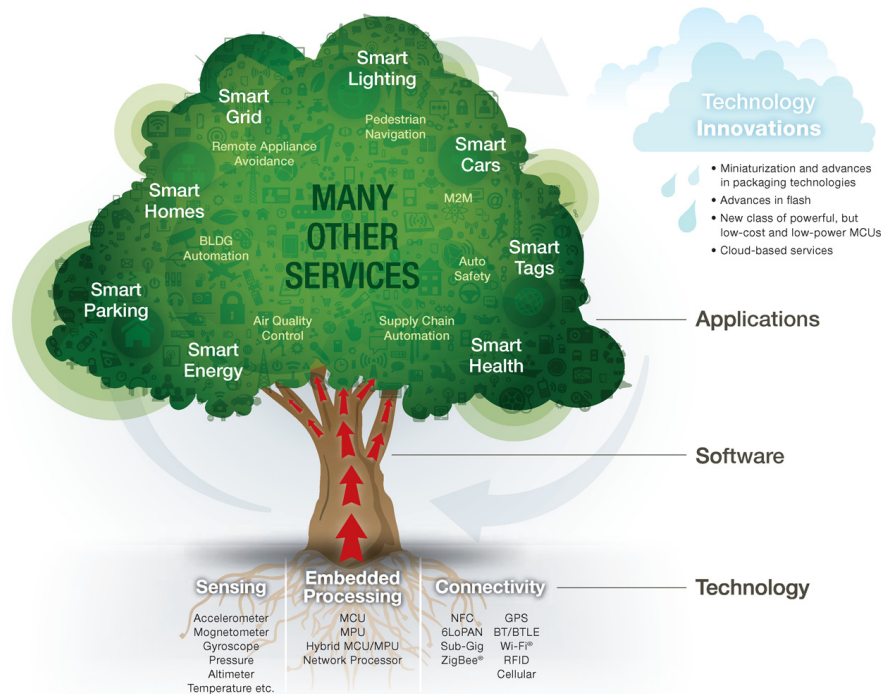 Smart
Lighting
Smart
Grid
Pedestrian
Navigation
Remote Appliance
Avoidance
Smart
Cars
Smart
Homes
MANY
OTHER
SERVICES
M2M
BLDG
Automation
Auto
Safety
Smart
Tags
Smart
Parking
Air Quality
Control
Supply Chain
Automation
Smart
Energy
Smart
Health
Technology
Innovations
• Miniaturization and advances
in packaging technologies
• Advances in flash
• New class of powerful, but
low-cost and low-power MCUs
• Cloud-based services
Applications
Software
Technology
Sensing
Accelerometer
Mognetometer
Gyroscope
Pressure
Altimeter
Temperature etc.
Embedded
Processing
MCU
MPU
Hybrid MCU/MPU
Network Processor
Connectivity
NFC GPS
6LoPAN BT/BTLE
Sub-Gig Wi-Fi®
ZigBee® RFID
Cellular